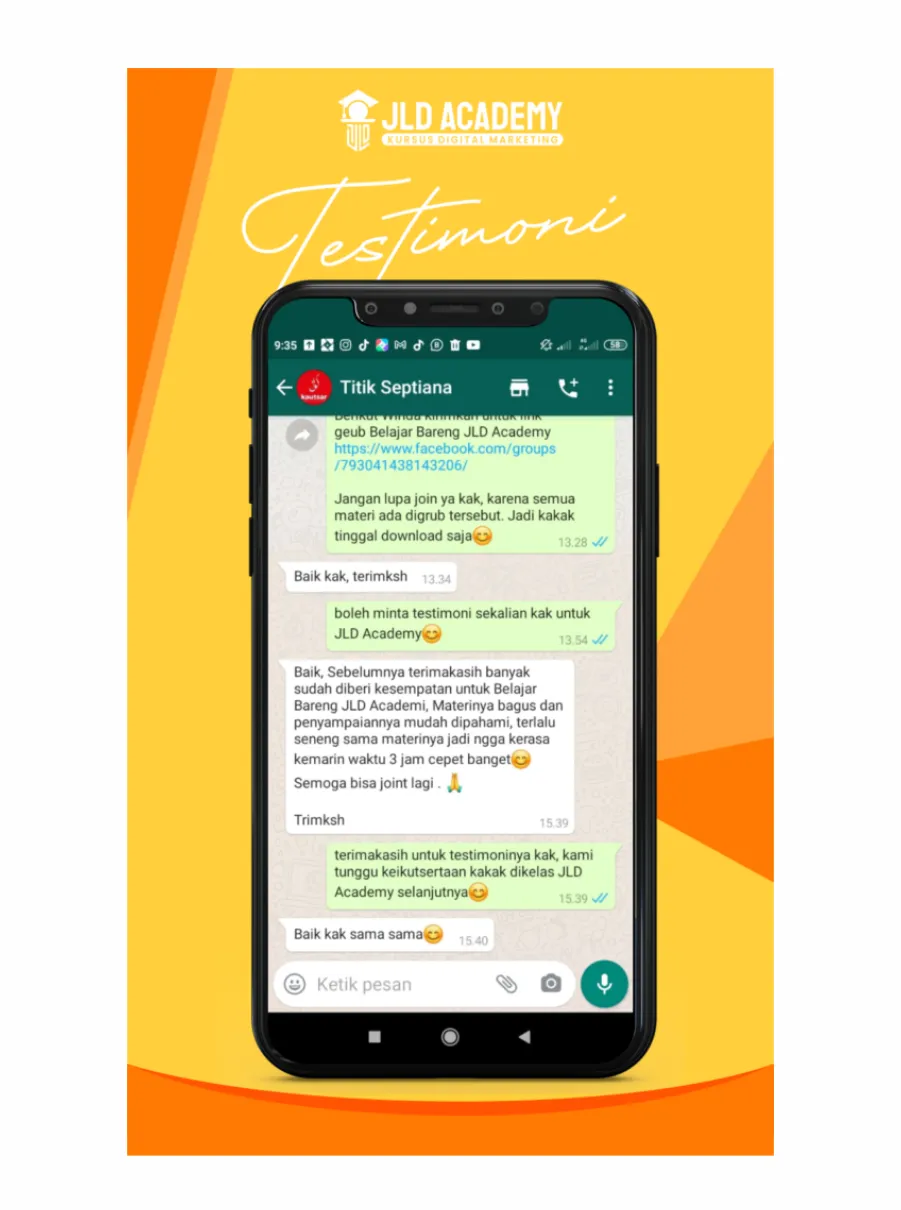 JLD ACADEMY
KURSUS DIGITAL MARKETING
Testimoni
9:35
58
Titik Septiana
kautsar
Berikut Winda kirimkan untuk link
geub Belajar Bareng JLD Academy
https://www.facebook.com/groups
/793041438143206/
Jangan lupa join ya kak, karena semua
materi ada digrub tersebut. Jadi kakak
tinggal download saja😊
13.28
Baik kak, terimksh
13.34
boleh minta testimoni sekalian kak untuk
JLD Academy😊
13.54
Baik, Sebelumnya terimakasih banyak
sudah diberi kesempatan untuk Belajar
Bareng JLD Academi, Materinya bagus dan
penyampaiannya mudah dipahami, terlalu
seneng sama materinya jadi ngga kerasa
kemarin waktu 3 jam cepet banget😊
Semoga bisa joint lagi . 🙏
Trimksh
15.39
terimakasih untuk testimoninya kak, kami
tunggu keikutsertaan kakak dikelas JLD
Academy selanjutnya😊
15.39
Baik kak sama sama😊
15.40
Ketik pesan